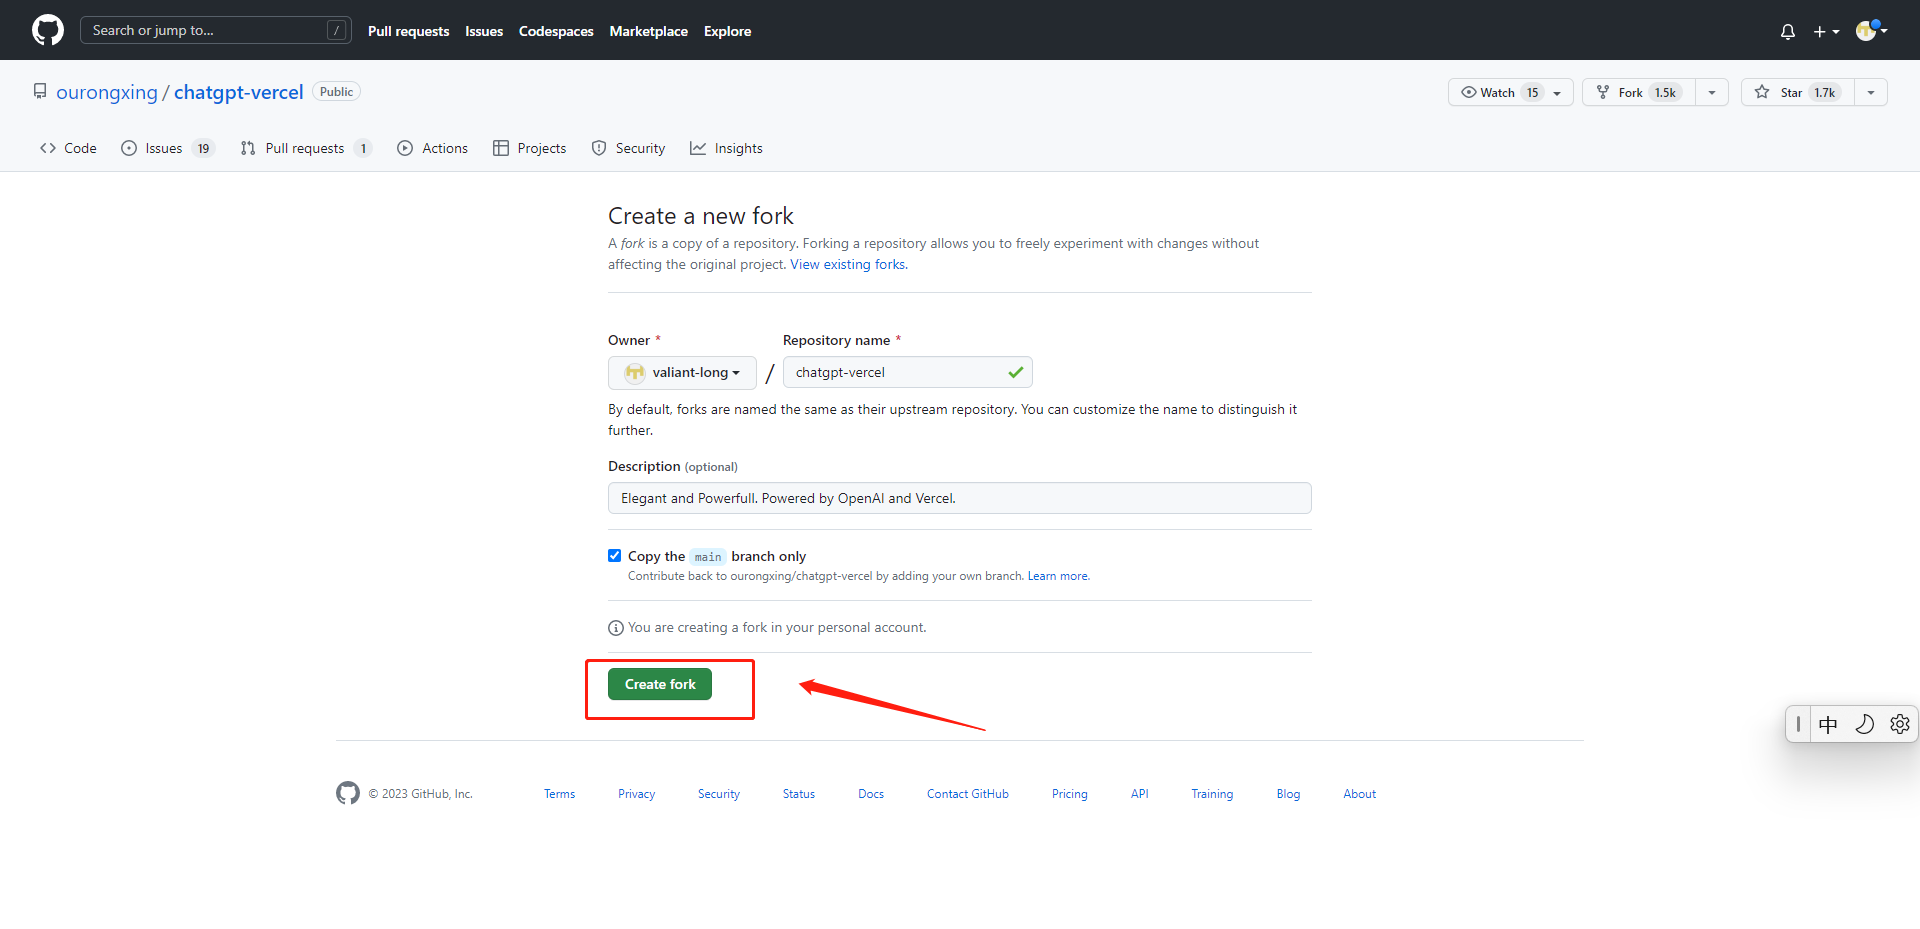 Search or jump to... /
Pull requests Issues Codespaces Marketplace Explore
ourongxing / chatgpt-vercel Public
Watch 15 Fork 1.5k Star 1.7k
Code Issues 19 Pull requests 1 Actions Projects Security Insights
Create a new fork
A fork is a copy of a repository. Forking a repository allows you to freely experiment with changes without
affecting the original project. View existing forks.
Owner * Repository name *
valiant-long / chatgpt-vercel
By default, forks are named the same as their upstream repository. You can customize the name to distinguish it
further.
Description (optional)
Elegant and Powerfull. Powered by OpenAI and Vercel.
Copy the main branch only
Contribute back to ourongxing/chatgpt-vercel by adding your own branch. Learn more.
You are creating a fork in your personal account.
Create fork
中
© 2023 GitHub, Inc. Terms Privacy Security Status Docs Contact GitHub Pricing API Training Blog About